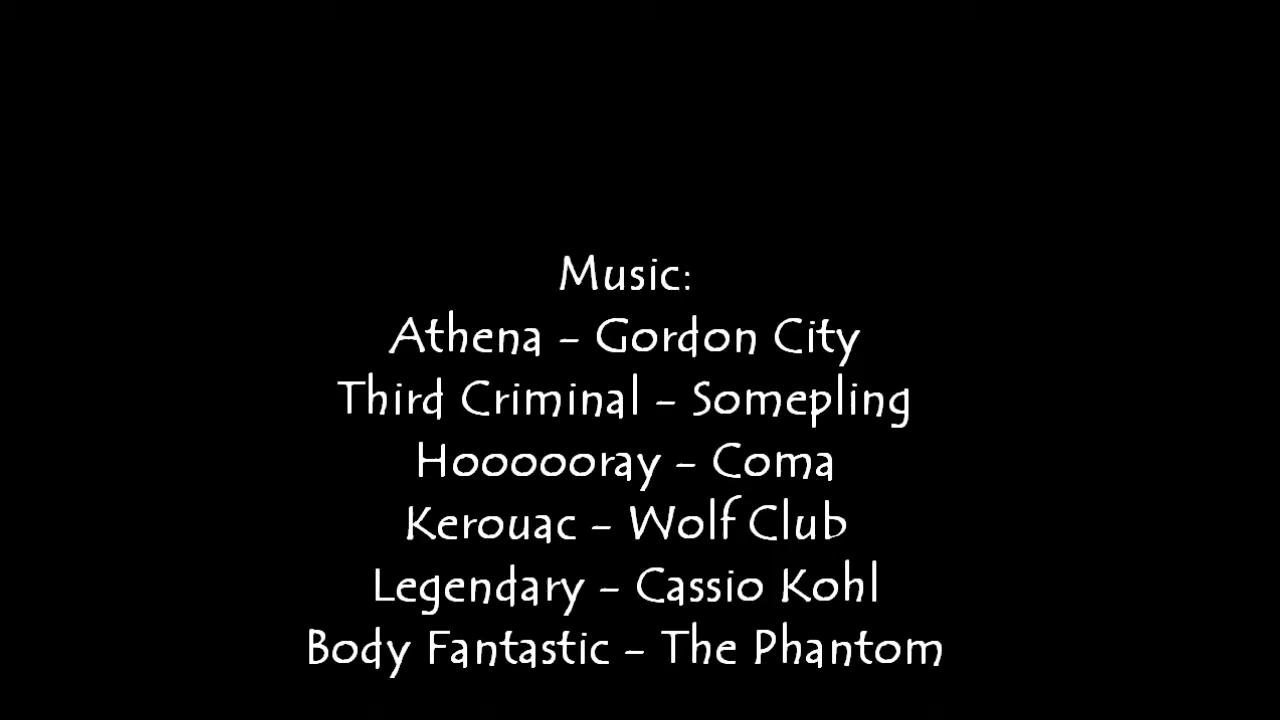 Music:
Athena - Gordon City
Third Criminal - Somepling
Hoooooray - Coma
Kerouac - Wolf Club
Legendary - Cassio Kohl
Body Fantastic - The Phantom